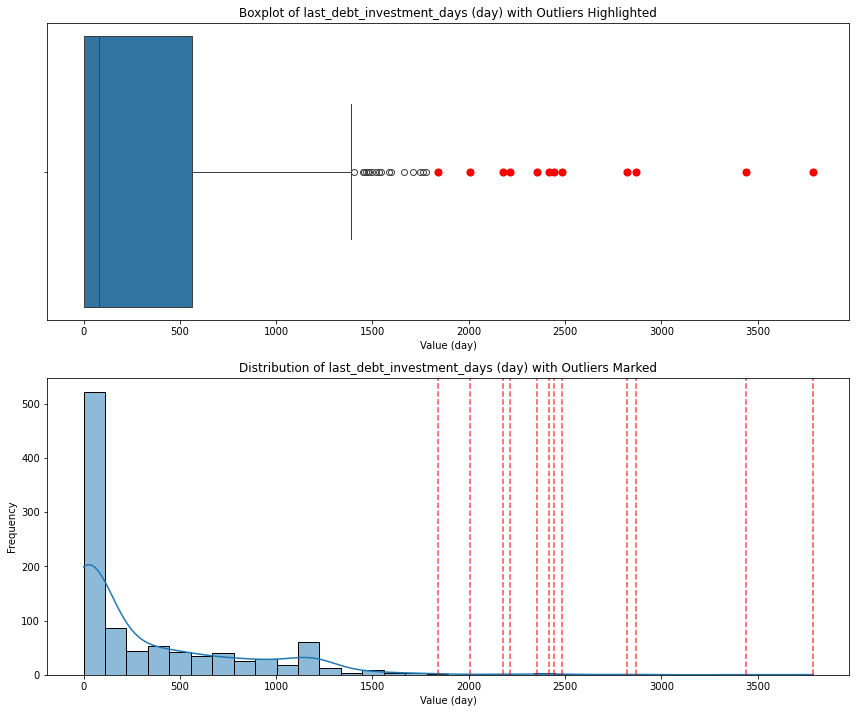 Boxplot of last_debt_investment_days (day) with Outliers Highlighted
0 500 1000 1500 2000 2500 3000 3500
Value (day)
Distribution of last_debt_investment_days (day) with Outliers Marked
500
400
300
200
100
0
Frequency
0 500 1000 1500 2000 2500 3000 3500
Value (day)